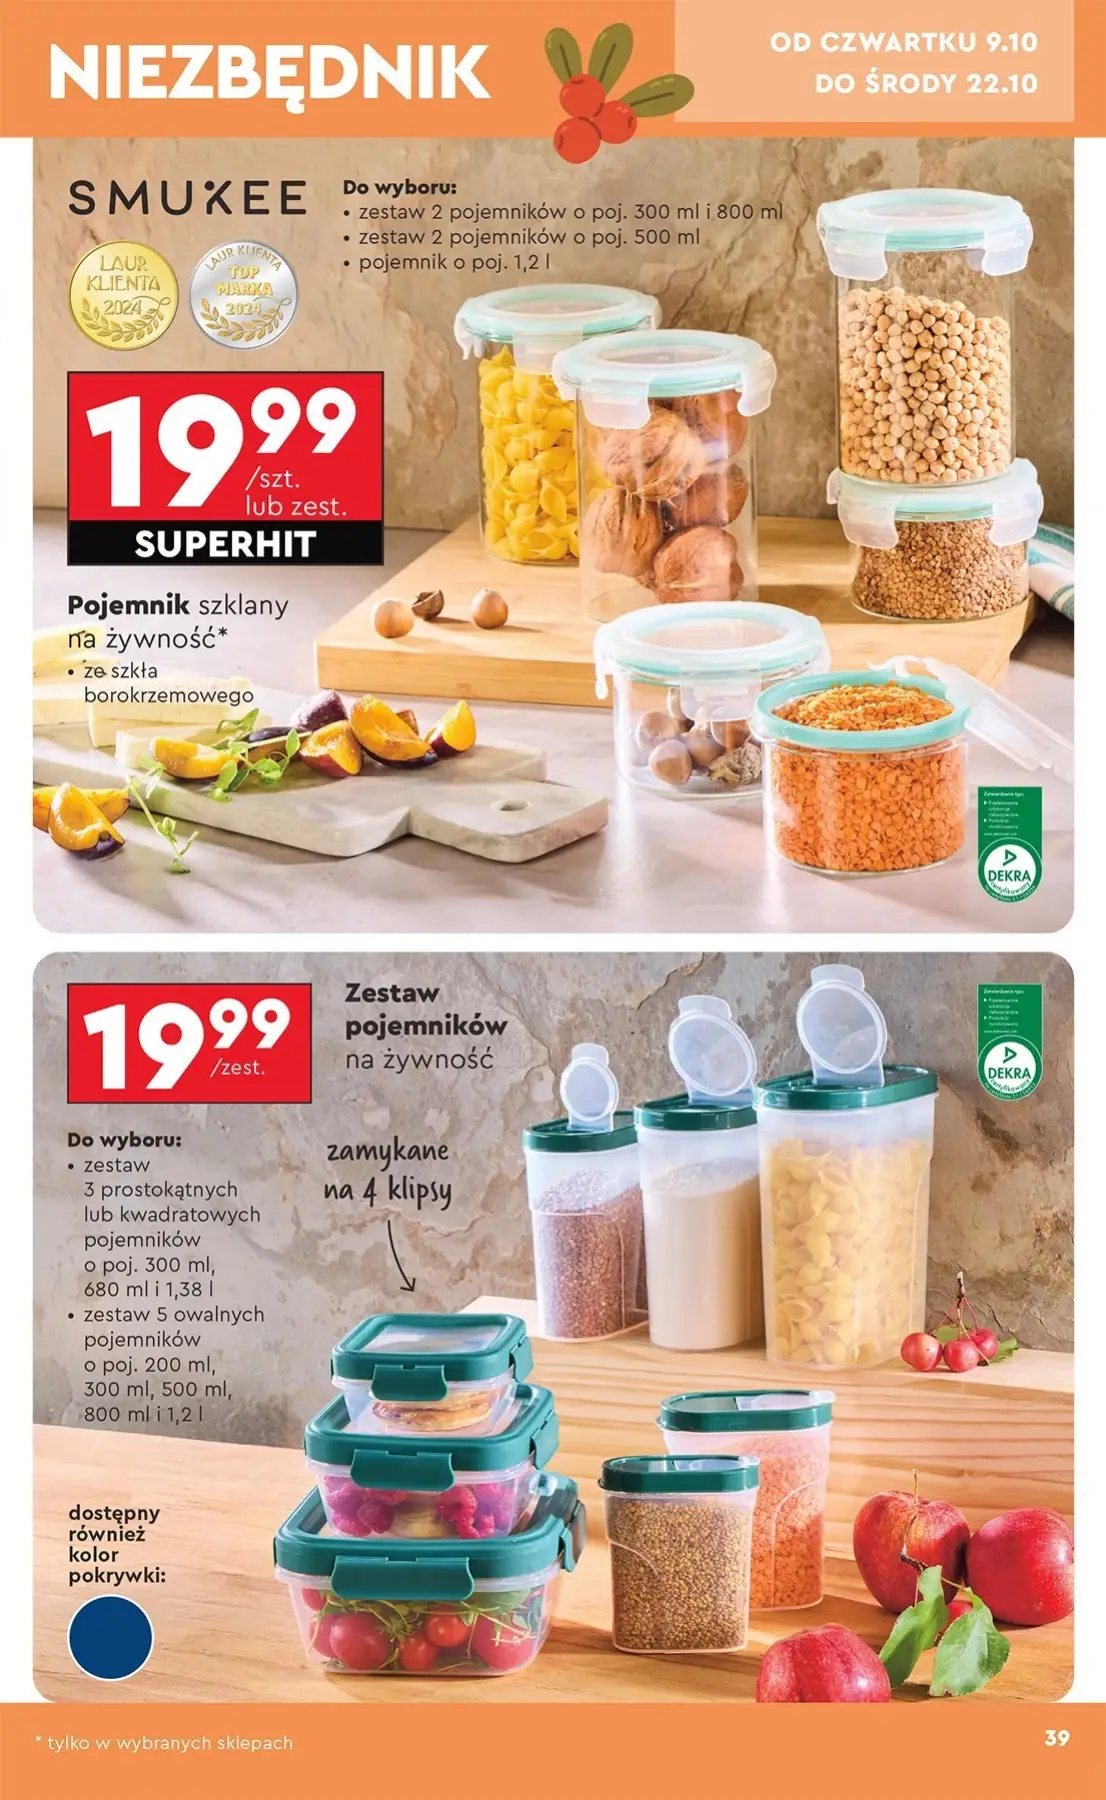 NIEZBĘDNIK
OD CZWARTKU 9.10
DO ŚRODY 22.10
SMUKEE
LAUR
KLIENTA
2024
LAUR KLIENTA
TOP
MARKA
2024
Do wyboru:
• zestaw 2 pojemników o poj. 300 ml i 800 ml
• zestaw 2 pojemników o poj. 500 ml
• pojemnik o poj. 1,2 l
19 99
/szt.
lub zest.
SUPERHIT
Pojemnik szklany
na żywność*
• ze szkła
borokrzemowego
DEKRA
certyfikowany
19 99
/zest.
Zestaw
pojemników
na żywność
DEKRA
certyfikowany
Do wyboru:
• zestaw
3 prostokątnych
lub kwadratowych
pojemników
o poj. 300 ml,
680 ml i 1,38 l
• zestaw 5 owalnych
pojemników
o poj. 200 ml,
300 ml, 500 ml,
800 ml i 1,2 l
zamykane
na 4 klipsy
dostępny
również
kolor
pokrywki:
* tylko w wybranych sklepach
39